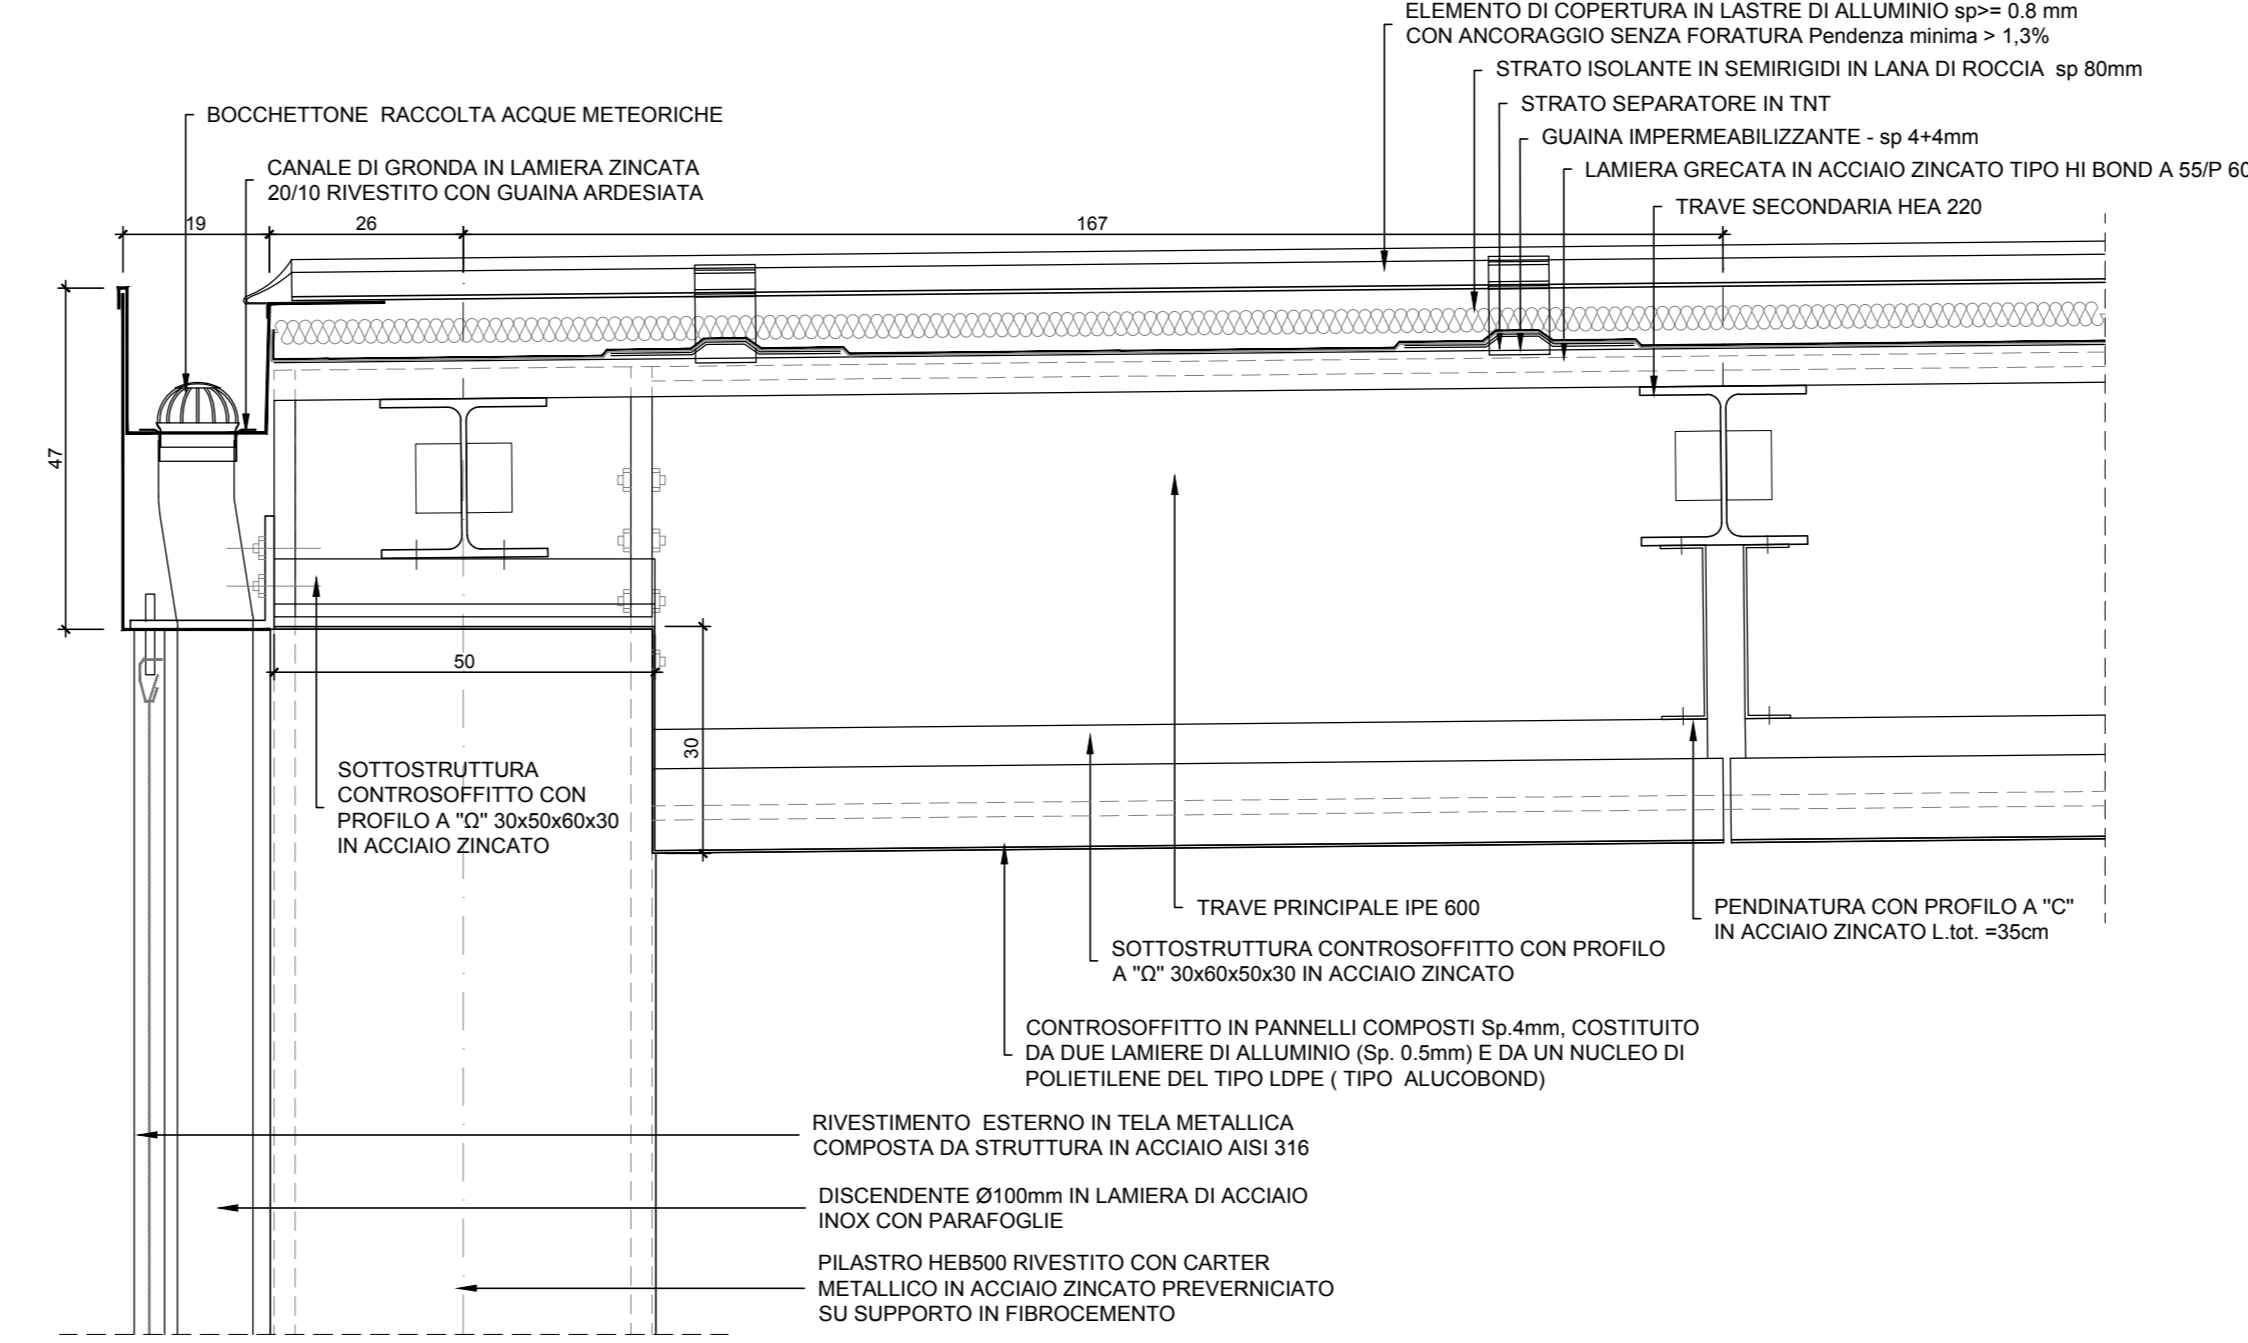 ELEMENTO DI COPERTURA IN LASTRE DI ALLUMINIO sp>= 0.8 mm
CON ANCORAGGIO SENZA FORATURA Pendenza minima > 1,3%
STRATO ISOLANTE IN SEMIRIGIDI IN LANA DI ROCCIA sp 80mm
STRATO SEPARATORE IN TNT
GUAINA IMPERMEABILIZZANTE - sp 4+4mm
LAMIERA GRECATA IN ACCIAIO ZINCATO TIPO HI BOND A 55/P 60
TRAVE SECONDARIA HEA 220
BOCCHETTONE RACCOLTA ACQUE METEORICHE
CANALE DI GRONDA IN LAMIERA ZINCATA
20/10 RIVESTITO CON GUAINA ARDESIATA
19
26
167
47
50
30
SOTTOSTRUTTURA
CONTROSOFFITTO CON
PROFILO A "Ω" 30x50x60x30
IN ACCIAIO ZINCATO
TRAVE PRINCIPALE IPE 600
PENDINATURA CON PROFILO A "C"
IN ACCIAIO ZINCATO L.tot. =35cm
SOTTOSTRUTTURA CONTROSOFFITTO CON PROFILO
A "Ω" 30x60x50x30 IN ACCIAIO ZINCATO
CONTROSOFFITTO IN PANNELLI COMPOSTI Sp.4mm, COSTITUITO
DA DUE LAMIERE DI ALLUMINIO (Sp. 0.5mm) E DA UN NUCLEO DI
POLIETILENE DEL TIPO LDPE ( TIPO ALUCOBOND)
RIVESTIMENTO ESTERNO IN TELA METALLICA
COMPOSTA DA STRUTTURA IN ACCIAIO AISI 316
DISCENDENTE Ø100mm IN LAMIERA DI ACCIAIO
INOX CON PARAFOGLIE
PILASTRO HEB500 RIVESTITO CON CARTER
METALLICO IN ACCIAIO ZINCATO PREVERNICIATO
SU SUPPORTO IN FIBROCEMENTO